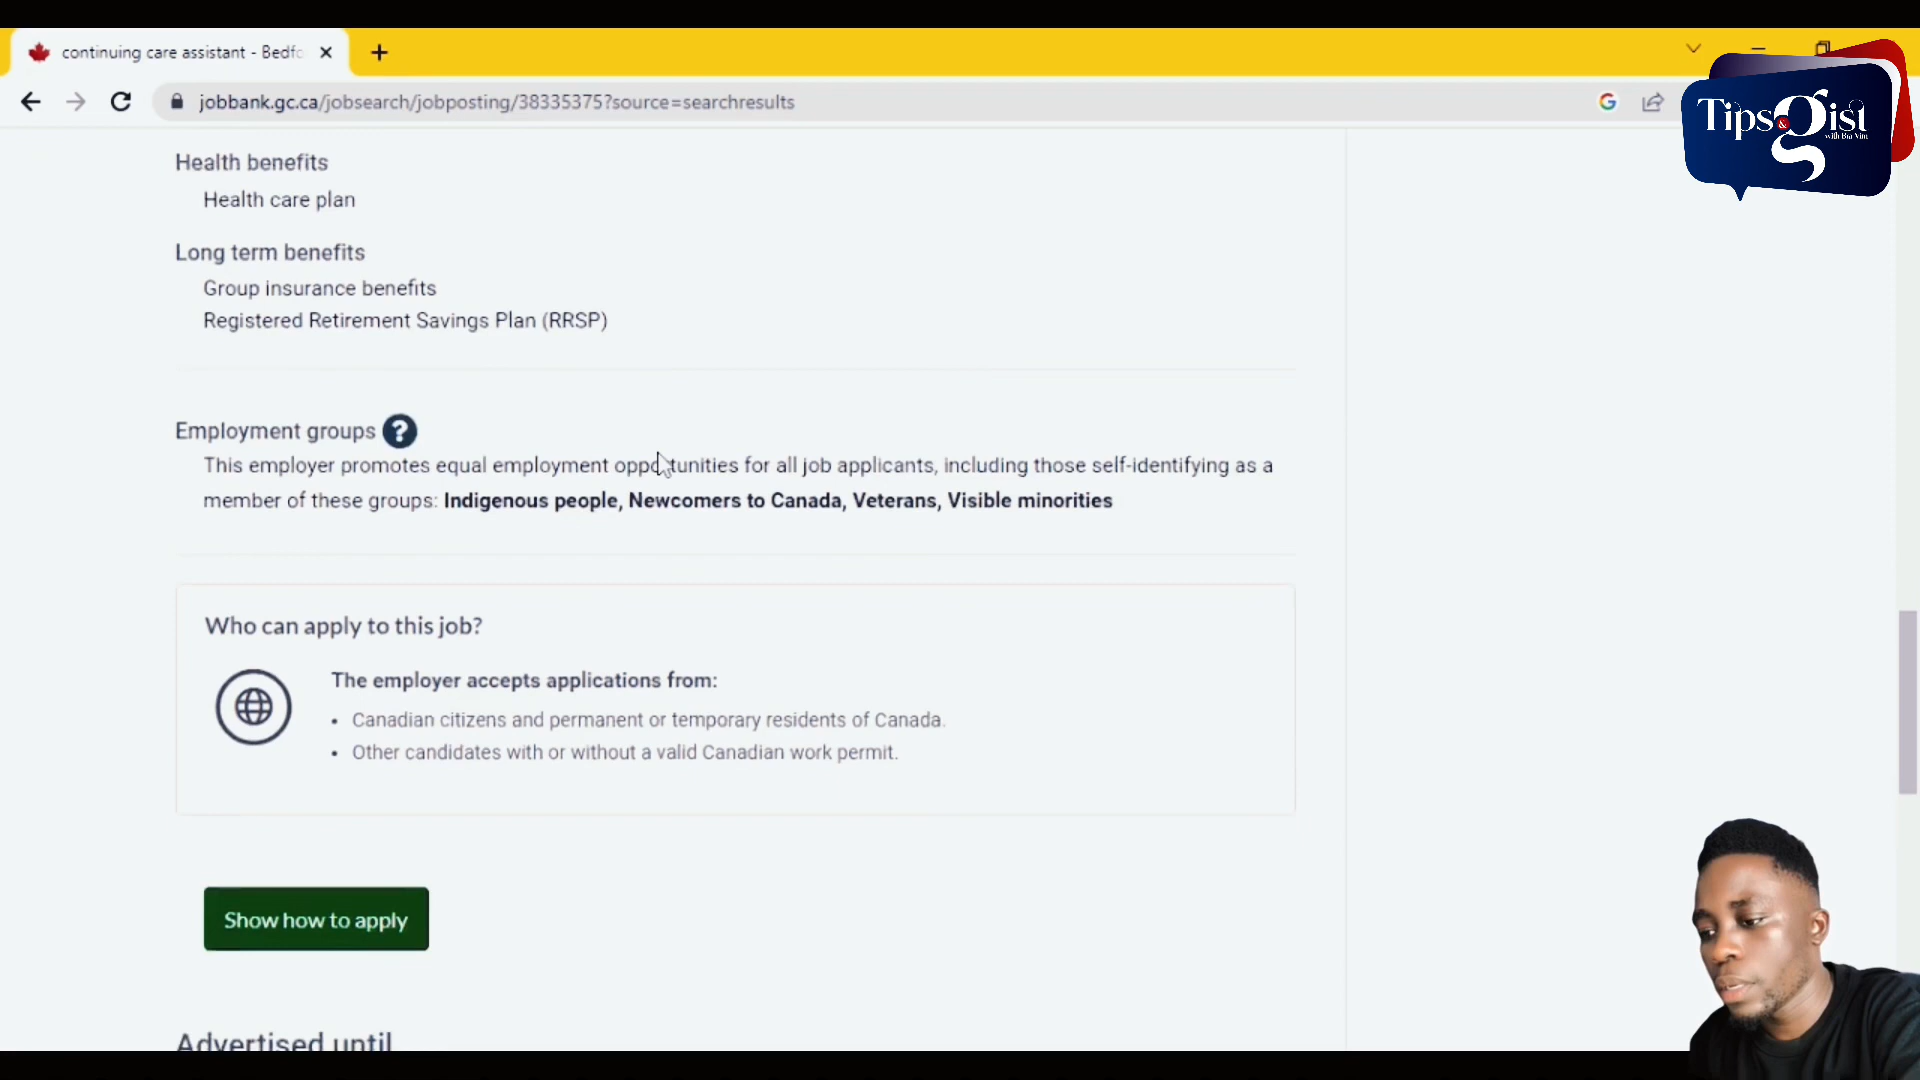 continuing care assistant - Bedf
jobbank.gc.ca/jobsearch/jobposting/38335375?source=searchresults
Tips & Gist
with Bra Vim
Health benefits
Health care plan
Long term benefits
Group insurance benefits
Registered Retirement Savings Plan (RRSP)
Employment groups ?
This employer promotes equal employment opportunities for all job applicants, including those self-identifying as a
member of these groups: Indigenous people, Newcomers to Canada, Veterans, Visible minorities
Who can apply to this job?
The employer accepts applications from:
• Canadian citizens and permanent or temporary residents of Canada.
• Other candidates with or without a valid Canadian work permit.
Show how to apply
Advertised until